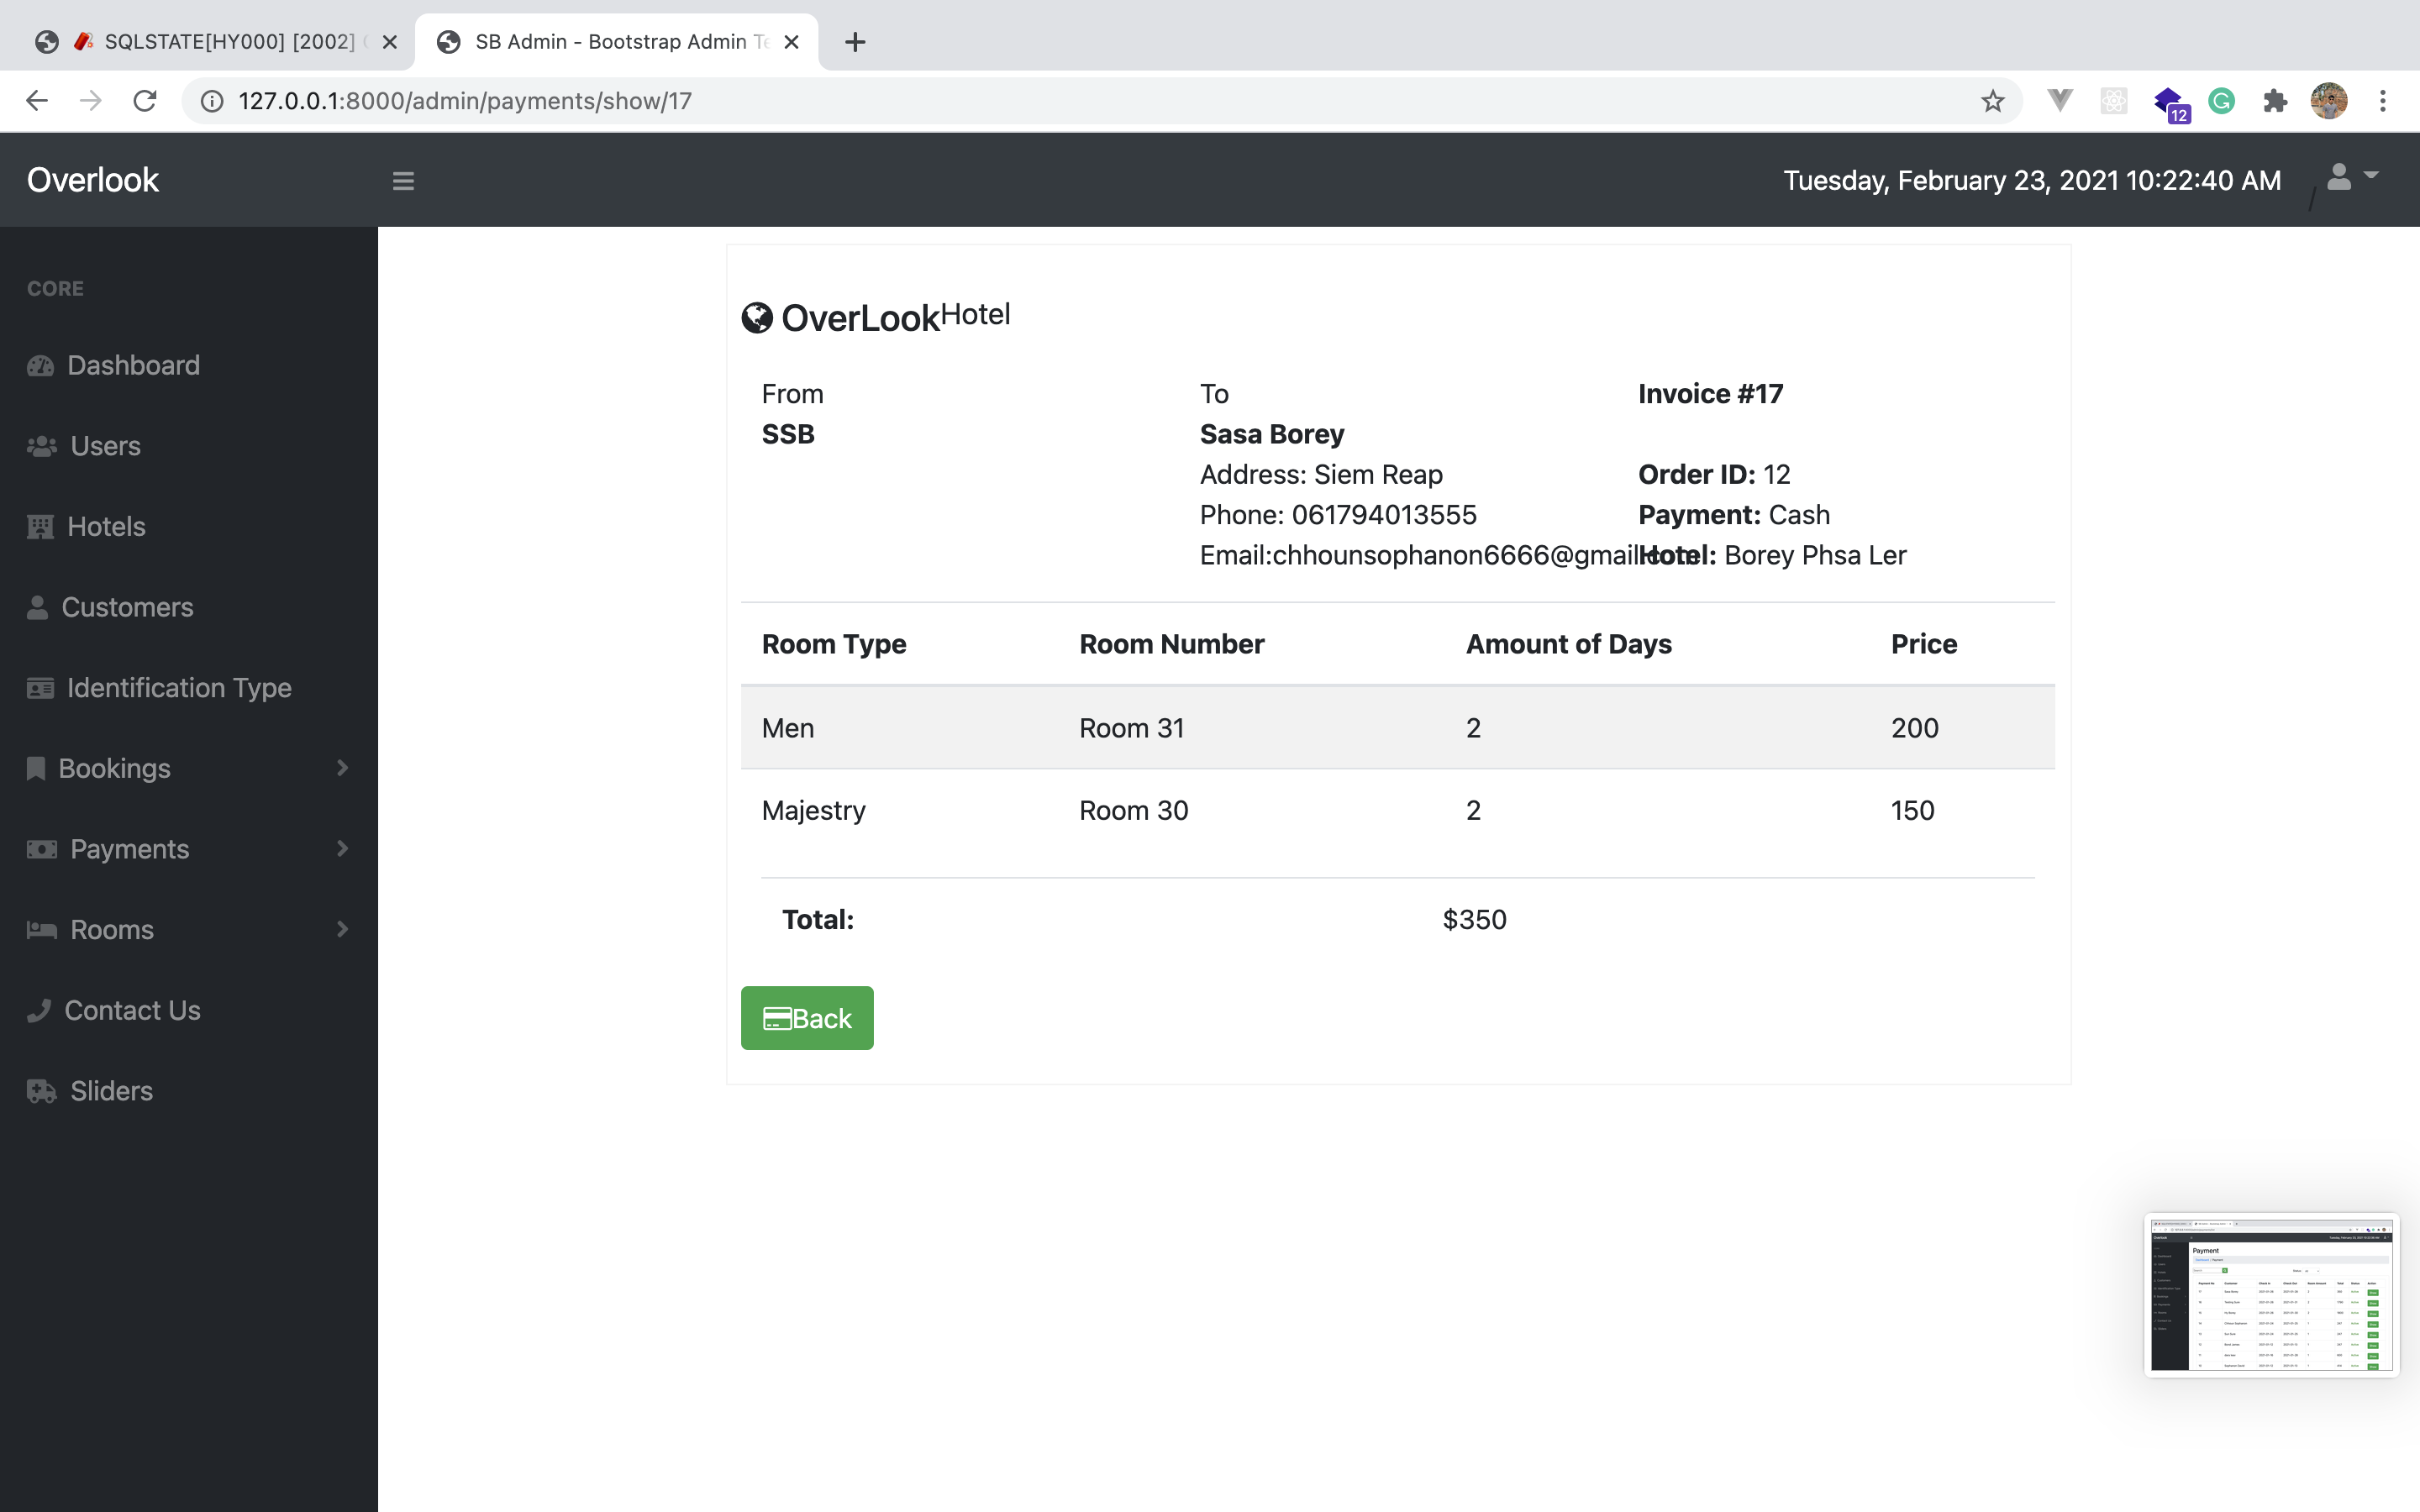 SQLSTATE[HY000] [2002]
SB Admin - Bootstrap Admin Te
127.0.0.1:8000/admin/payments/show/17
12
Overlook
Tuesday, February 23, 2021 10:22:40 AM
/
CORE
Dashboard
Users
Hotels
Customers
Identification Type
Bookings
Payments
Rooms
Contact Us
Sliders
OverLook Hotel
From
SSB
To
Sasa Borey
Address: Siem Reap
Phone: 061794013555
Email:chhounsophanon6666@gmail.com
Invoice #17
Order ID: 12
Payment: Cash
Hotel: Borey Phsa Ler
Room Type Room Number Amount of Days Price
Men Room 31 2 200
Majestry Room 30 2 150
Total: $350
Back
Payment